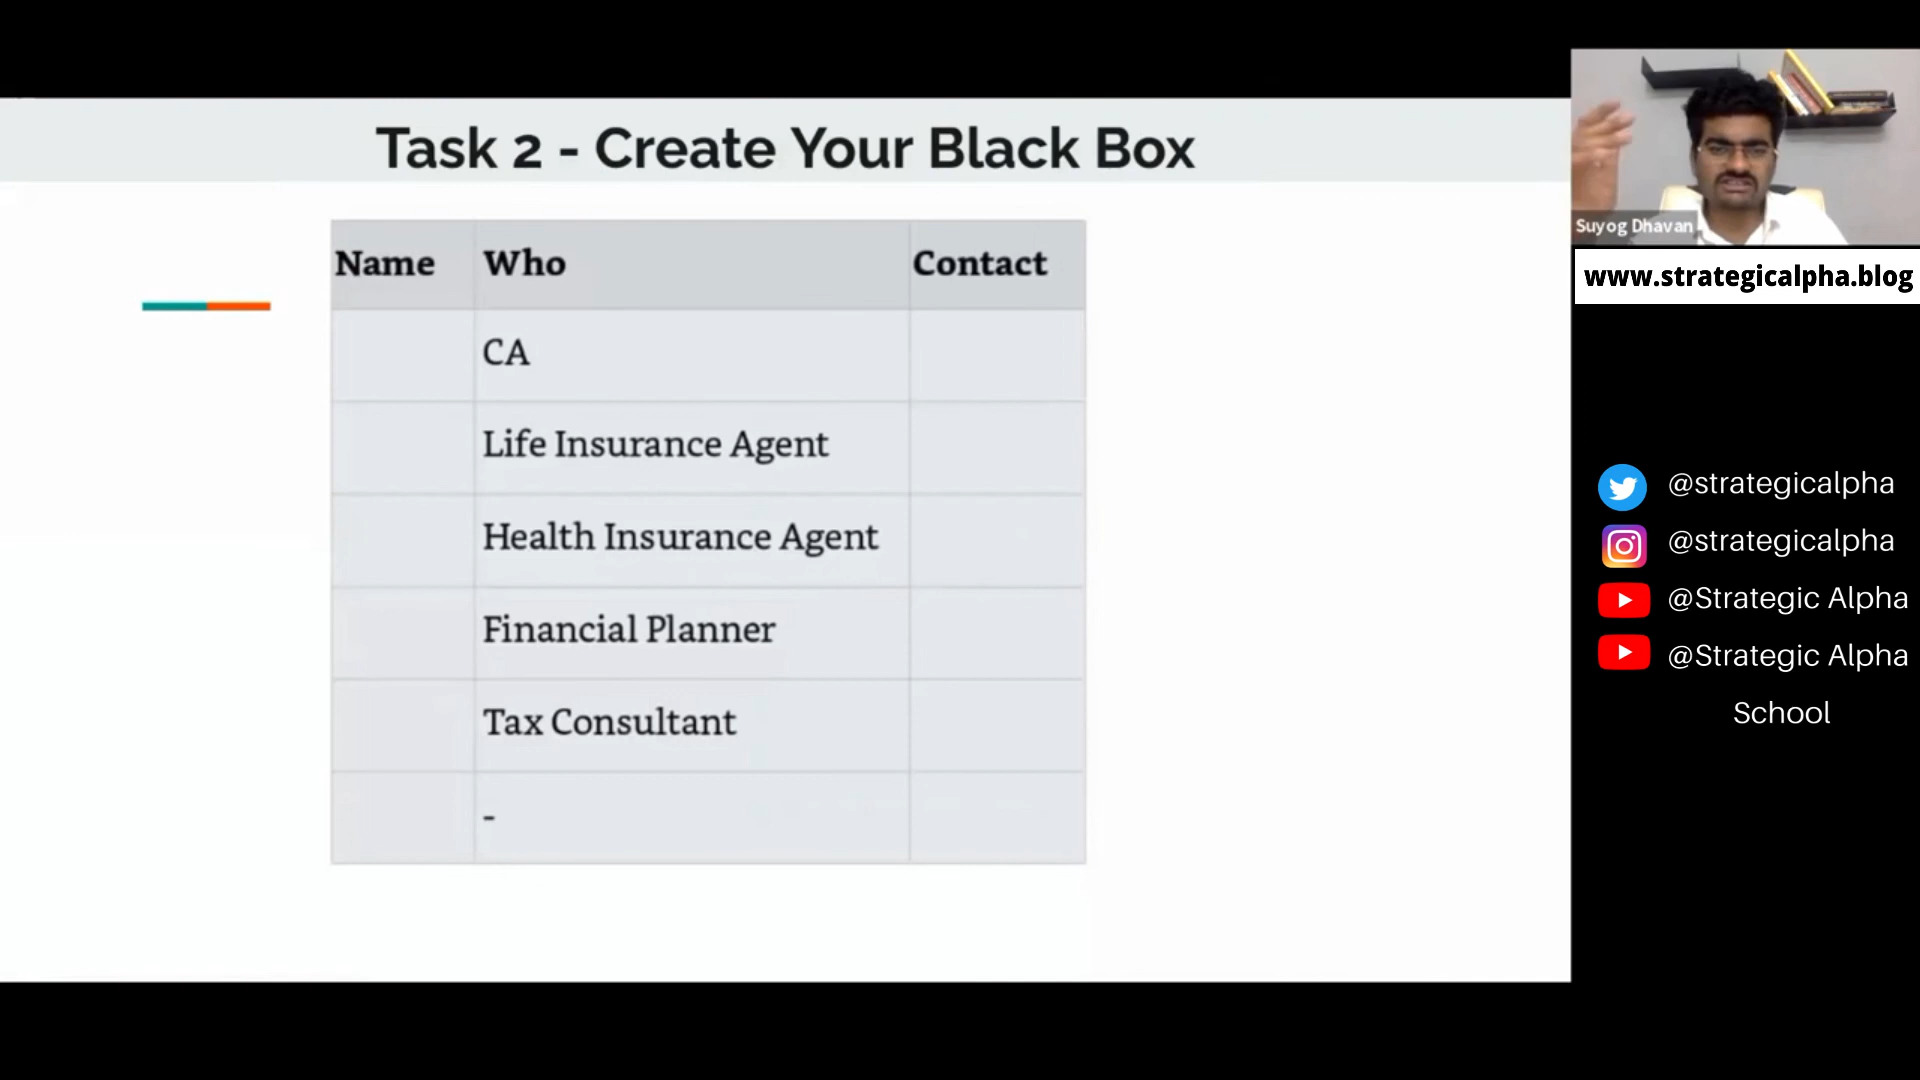 Task 2 - Create Your Black Box
Name Who Contact
CA
Life Insurance Agent
Health Insurance Agent
Financial Planner
Tax Consultant
-
Suyog Dhavan
www.strategicalpha.blog
@strategicalpha
@strategicalpha
@Strategic Alpha
@Strategic Alpha
School